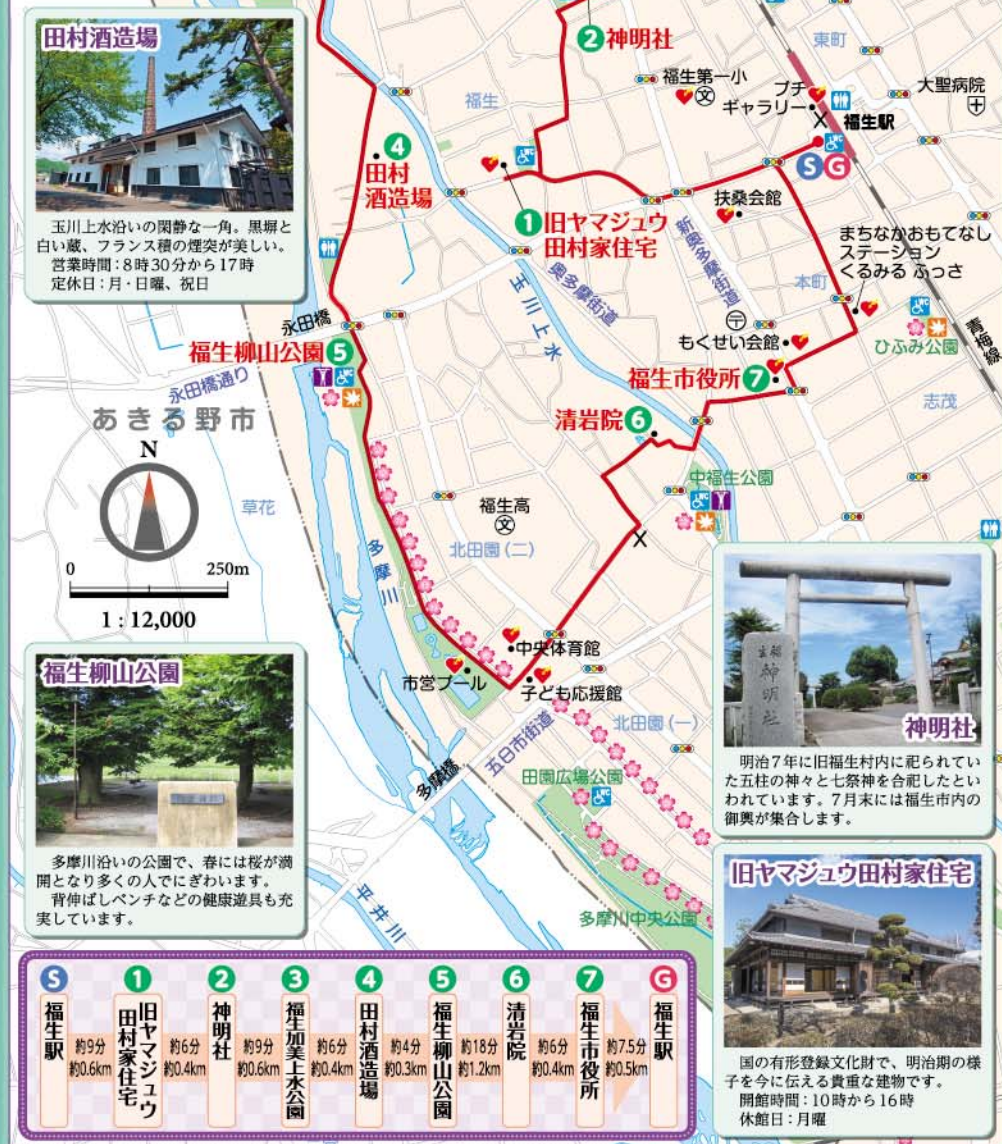 田村酒造場
玉川上水沿いの閑静な一角。黒塀と
白い蔵、フランス積の煙突が美しい。
営業時間：8時30分から17時
定休日：月・日曜、祝日
2 神明社
東町
福生第一小
文
プチ
ギャラリー
大聖病院
福生駅
S G
福生
4
田村
酒造場
1 旧ヤマジュウ
田村家住宅
扶桑会館
新奥多摩街道
奥多摩街道
玉川上水
まちなかおもてなし
ステーション
くるみる ふっさ
本町
ひふみ公園
青梅線
もくせい会館
福生市役所 7
志茂
永田橋
福生柳山公園 5
永田橋通り
あきる野市
N
草花
0 250m
1：12,000
清岩院 6
中福生公園
福生高
文
北田園（二）
多摩川
中央体育館
市営プール
子ども応援館
北田園（一）
五日市街道
多摩橋
田園広場公園
多摩川中央公園
平井川
WC
福生柳山公園
多摩川沿いの公園で、春には桜が満
開となり多くの人でにぎわいます。
背伸ばしベンチなどの健康遊具も充
実しています。
福生
神明社
神明社
明治7年に旧福生村内に祀られてい
た五柱の神々と七祭神を合祀したとい
われています。7月末には福生市内の
御輿が集合します。
旧ヤマジュウ田村家住宅
国の有形登録文化財で、明治期の様
子を今に伝える貴重な建物です。
開館時間：10時から16時
休館日：月曜
S
福生駅
約9分
約0.6km
1
旧ヤマジュウ
田村家住宅
約6分
約0.4km
2
神明社
約9分
約0.6km
3
福生加美上水公園
約6分
約0.4km
4
田村酒造場
約4分
約0.3km
5
福生柳山公園
約18分
約1.2km
6
清岩院
約6分
約0.4km
7
福生市役所
約7.5分
約0.5km
G
福生駅